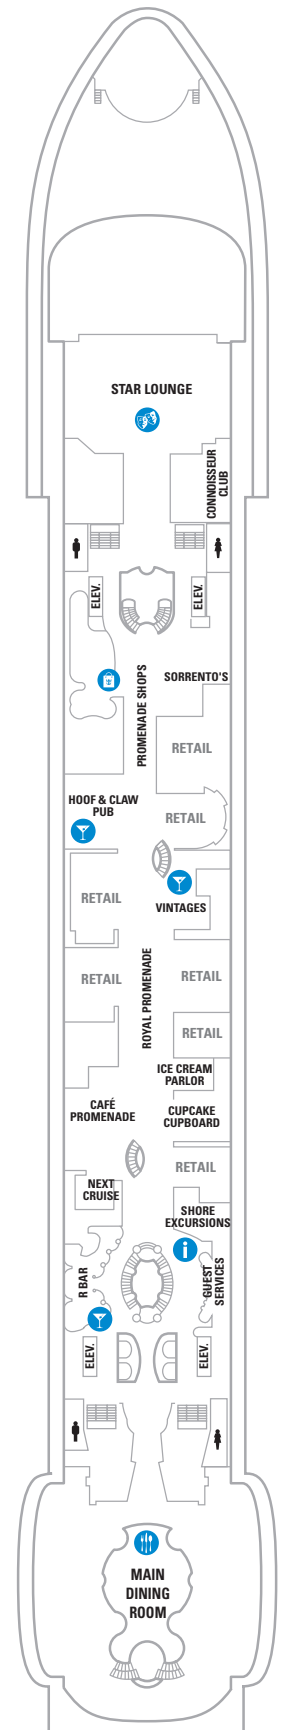 STAR LOUNGE
CONNOISSEUR
CLUB
ELEV.
ELEV.
PROMENADE SHOPS
SORRENTO'S
RETAIL
HOOF & CLAW
PUB
RETAIL
RETAIL
VINTAGES
ROYAL PROMENADE
RETAIL
RETAIL
RETAIL
ICE CREAM
PARLOR
CAFÉ
PROMENADE
CUPCAKE
CUPBOARD
RETAIL
NEXT
CRUISE
SHORE
EXCURSIONS
i
R BAR
GUEST
SERVICES
ELEV.
ELEV.
MAIN
DINING
ROOM